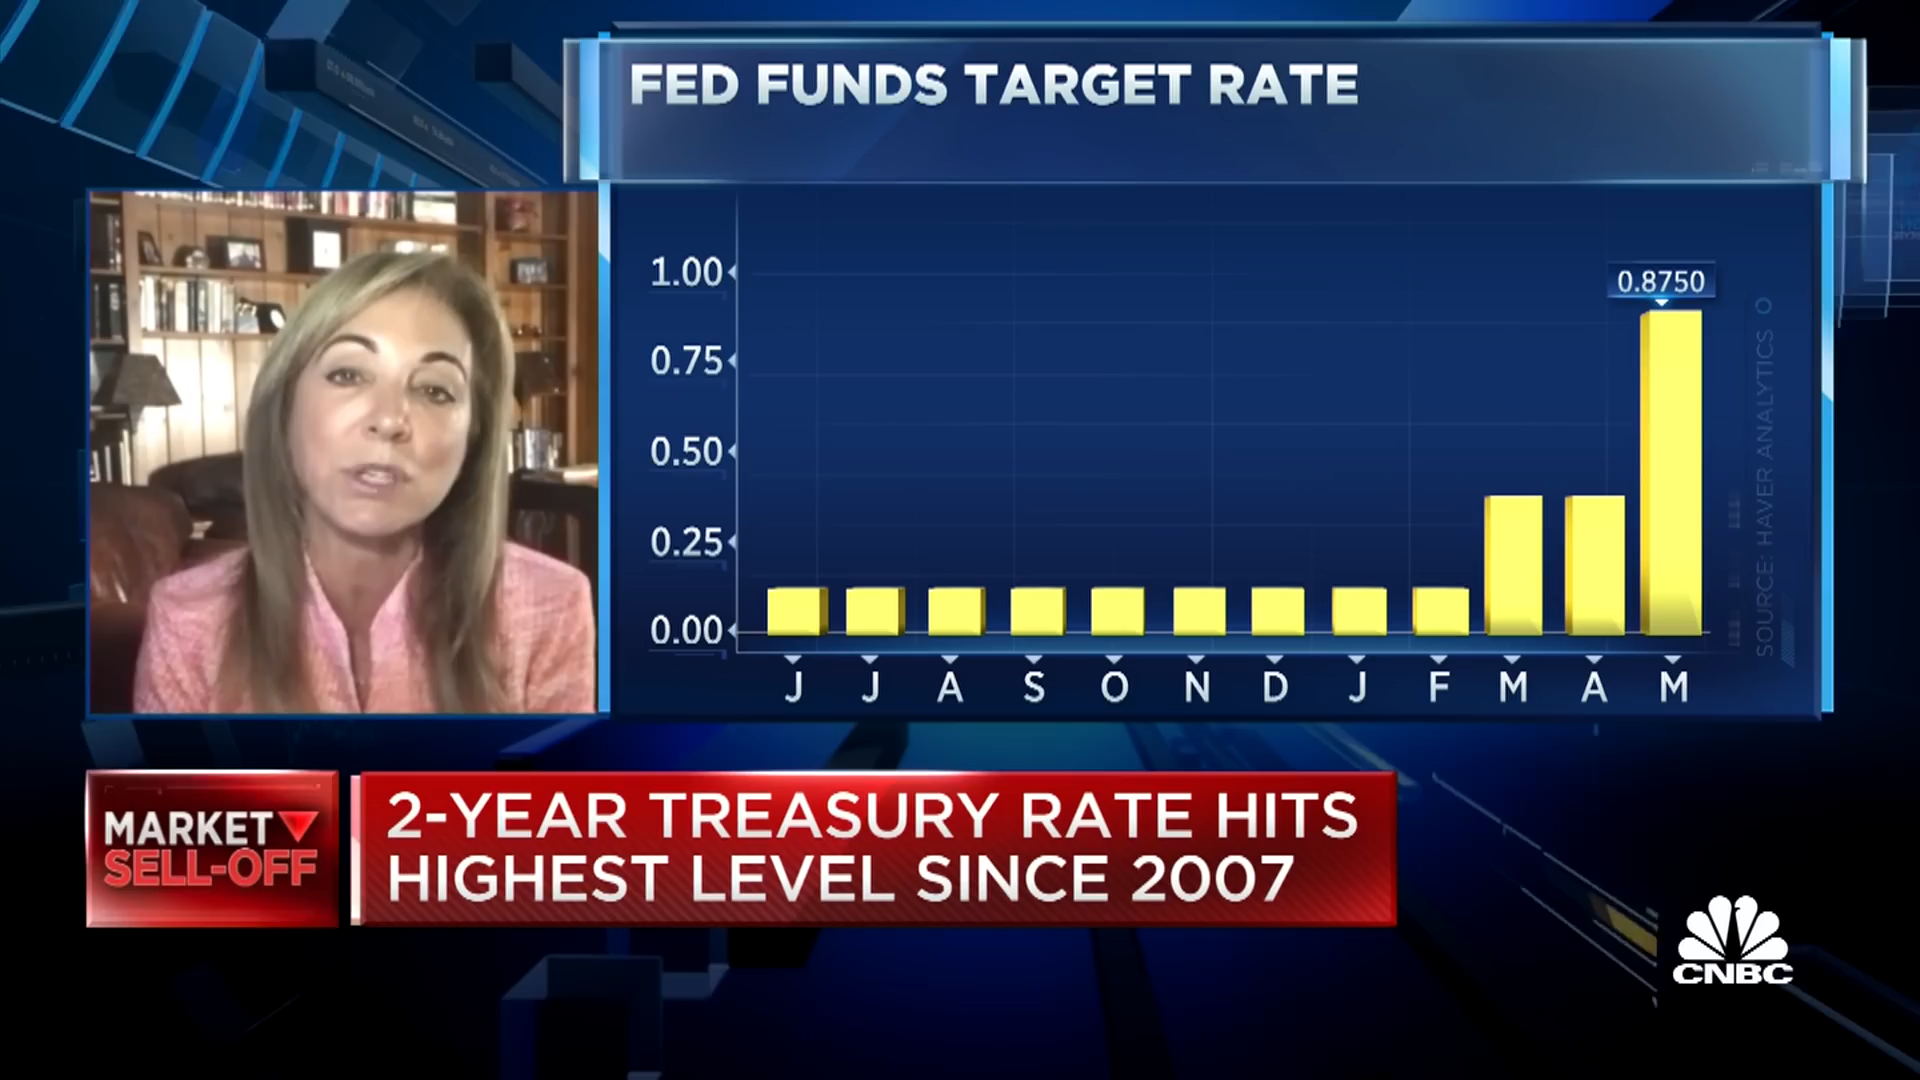 FED FUNDS TARGET RATE
1.00
0.75
0.50
0.25
0.00
0.8750
J J A S O N D J F M A M
SOURCE: HAVER ANALYTICS
MARKET
SELL-OFF
2-YEAR TREASURY RATE HITS
HIGHEST LEVEL SINCE 2007
CNBC